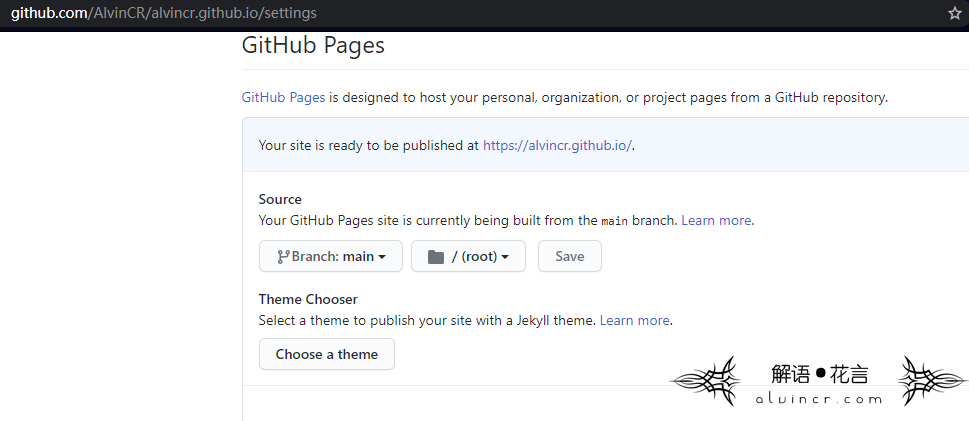 github.com/AlvinCR/alvincr.github.io/settings
GitHub Pages
GitHub Pages is designed to host your personal, organization, or project pages from a GitHub repository.
Your site is ready to be published at https://alvincr.github.io/.
Source
Your GitHub Pages site is currently being built from the main branch. Learn more.
Branch: main / (root) Save
Theme Chooser
Select a theme to publish your site with a Jekyll theme. Learn more.
Choose a theme
解语●花言
alvincr.com